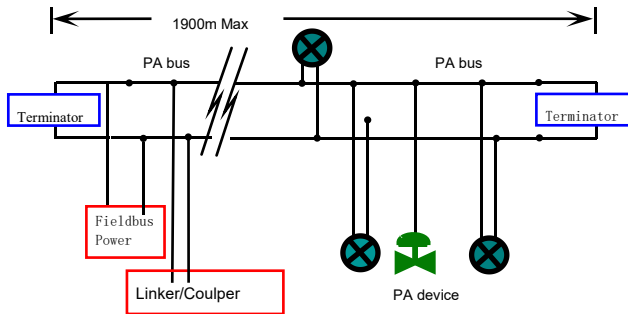 1900m Max
PA bus
PA bus
Terminator
Terminator
Fieldbus
Power
Linker/Coulper
PA device